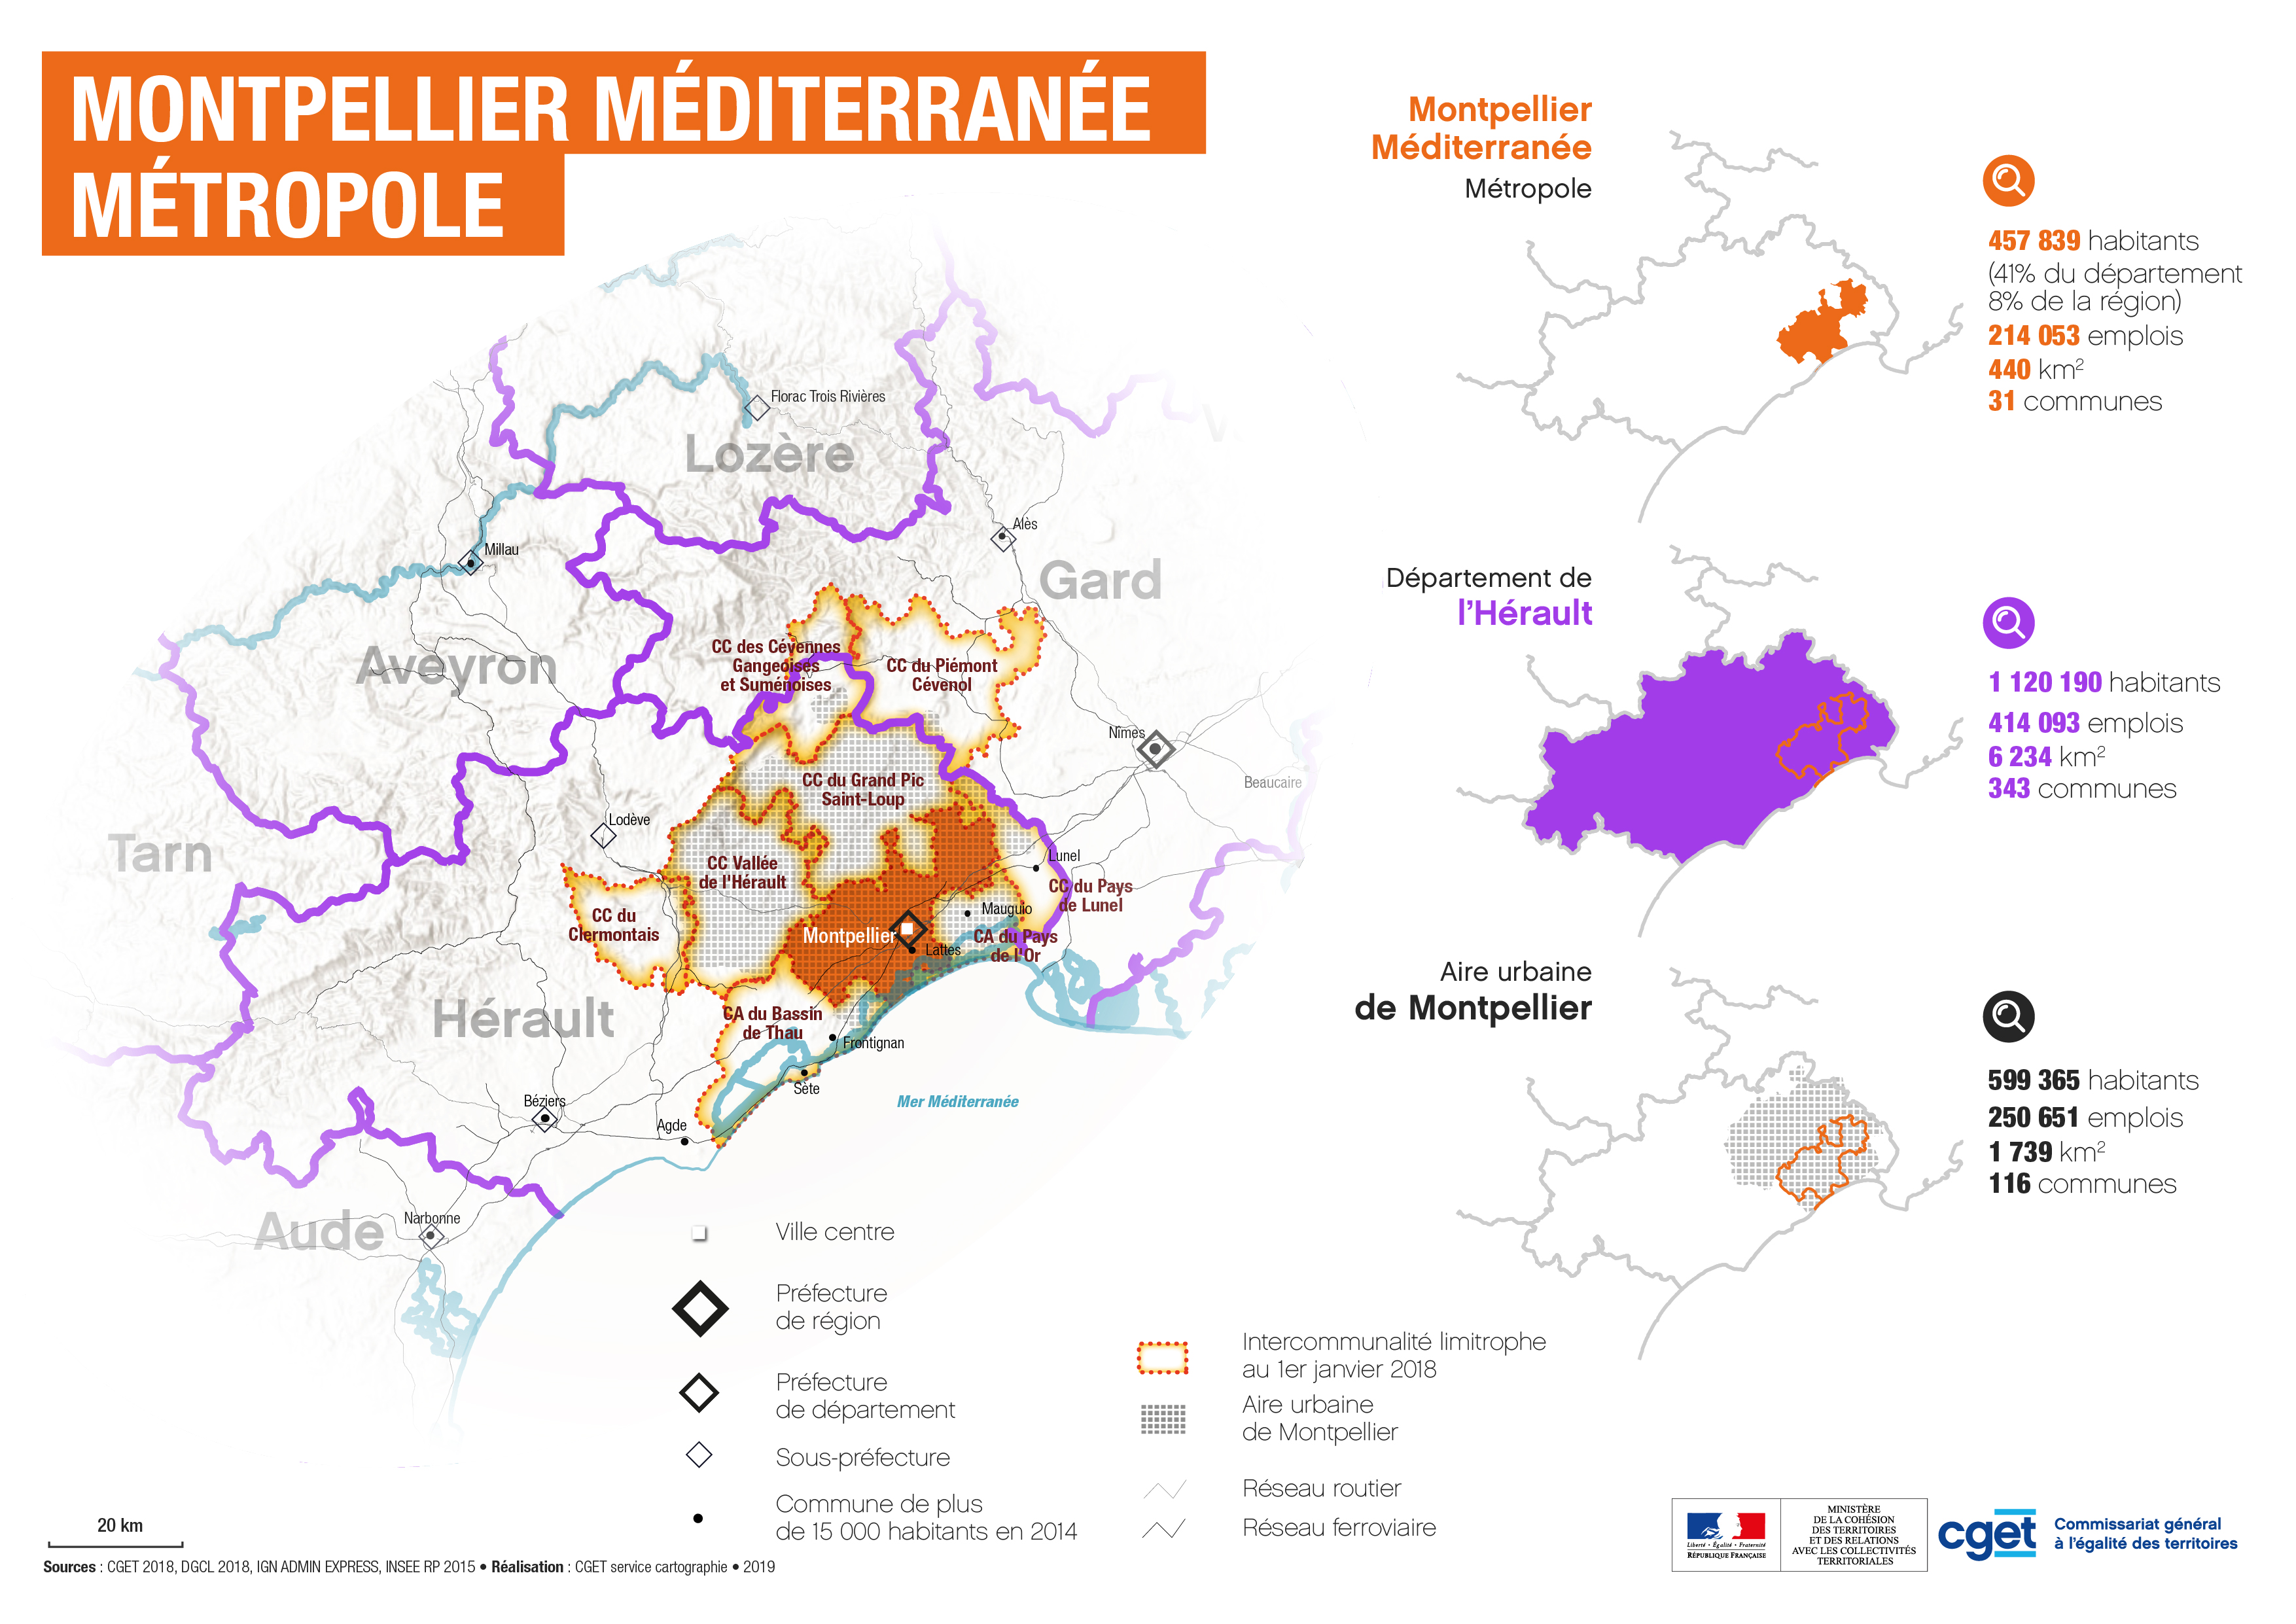 MONTPELLIER MÉDITERRANÉE
MÉTROPOLE
Florac Trois Rivières
Lozère
Alès
Gard
Millau
Aveyron
CC des Cévennes
Gangeoises
et Suménoises
CC du Piémont
Cévenol
Nîmes
Beaucaire
CC du Grand Pic
Saint-Loup
Tarn
Lodève
Lunel
CC Vallée
de l'Hérault
CC du Pays
de Lunel
CC du
Clermontais
Mauguio
Montpellier
Lattes
CA du Pays
de l'Or
Hérault
CA du Bassin
de Thau
Frontignan
Sète
Mer Méditerranée
Béziers
Agde
Aude
Narbonne
Ville centre
Préfecture
de région
Préfecture
de département
Sous-préfecture
Commune de plus
de 15 000 habitants en 2014
Intercommunalité limitrophe
au 1er janvier 2018
Aire urbaine
de Montpellier
Réseau routier
Réseau ferroviaire
20 km
Sources : CGET 2018, DGCL 2018, IGN ADMIN EXPRESS, INSEE RP 2015 • Réalisation : CGET service cartographie • 2019
Montpellier
Méditerranée
Métropole
457 839 habitants
(41% du département
8% de la région)
214 053 emplois
440 km²
31 communes
Département de
l'Hérault
1 120 190 habitants
414 093 emplois
6 234 km²
343 communes
Aire urbaine
de Montpellier
599 365 habitants
250 651 emplois
1 739 km²
116 communes
Liberté • Égalité • Fraternité
RÉPUBLIQUE FRANÇAISE
MINISTÈRE
DE LA COHÉSION
DES TERRITOIRES
ET DES RELATIONS
AVEC LES COLLECTIVITÉS
TERRITORIALES
cget
Commissariat général
à l'égalité des territoires